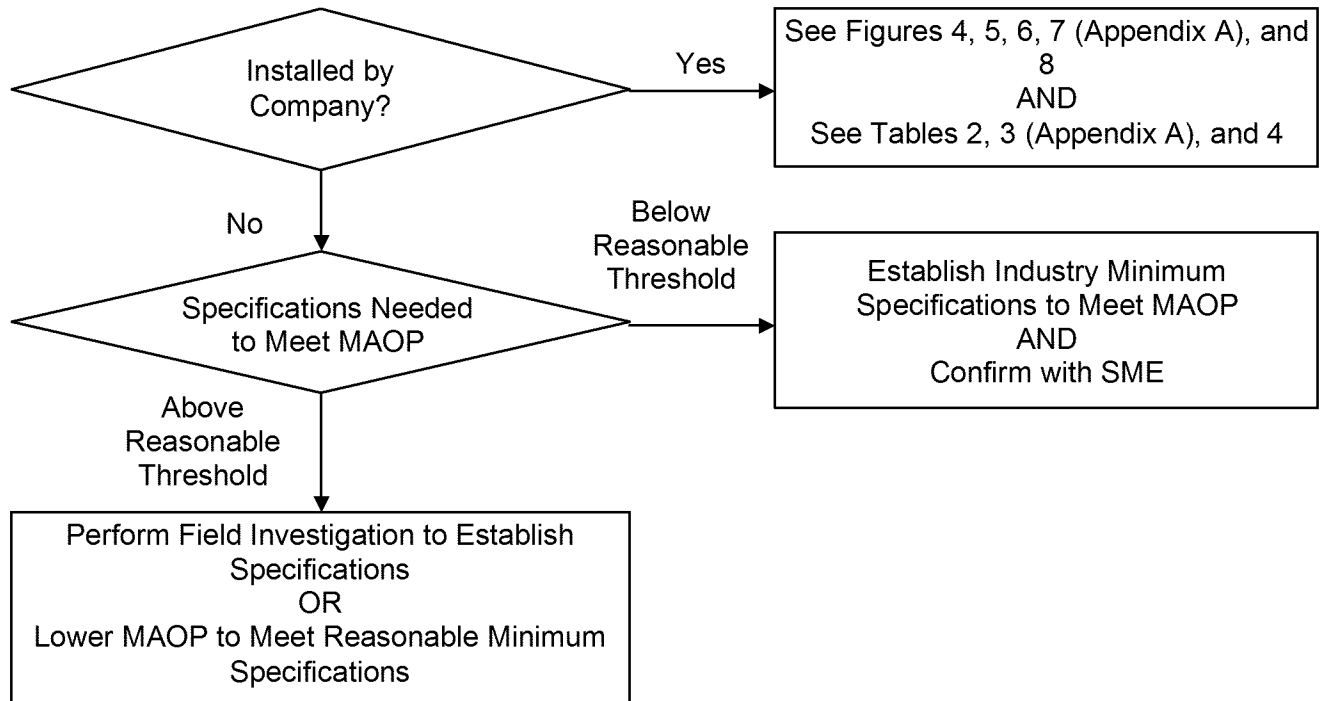 Installed by
Company?
Yes
See Figures 4, 5, 6, 7 (Appendix A), and
8
AND
See Tables 2, 3 (Appendix A), and 4
No
Below
Reasonable
Threshold
Specifications Needed
to Meet MAOP
Establish Industry Minimum
Specifications to Meet MAOP
AND
Confirm with SME
Above
Reasonable
Threshold
Perform Field Investigation to Establish
Specifications
OR
Lower MAOP to Meet Reasonable Minimum
Specifications